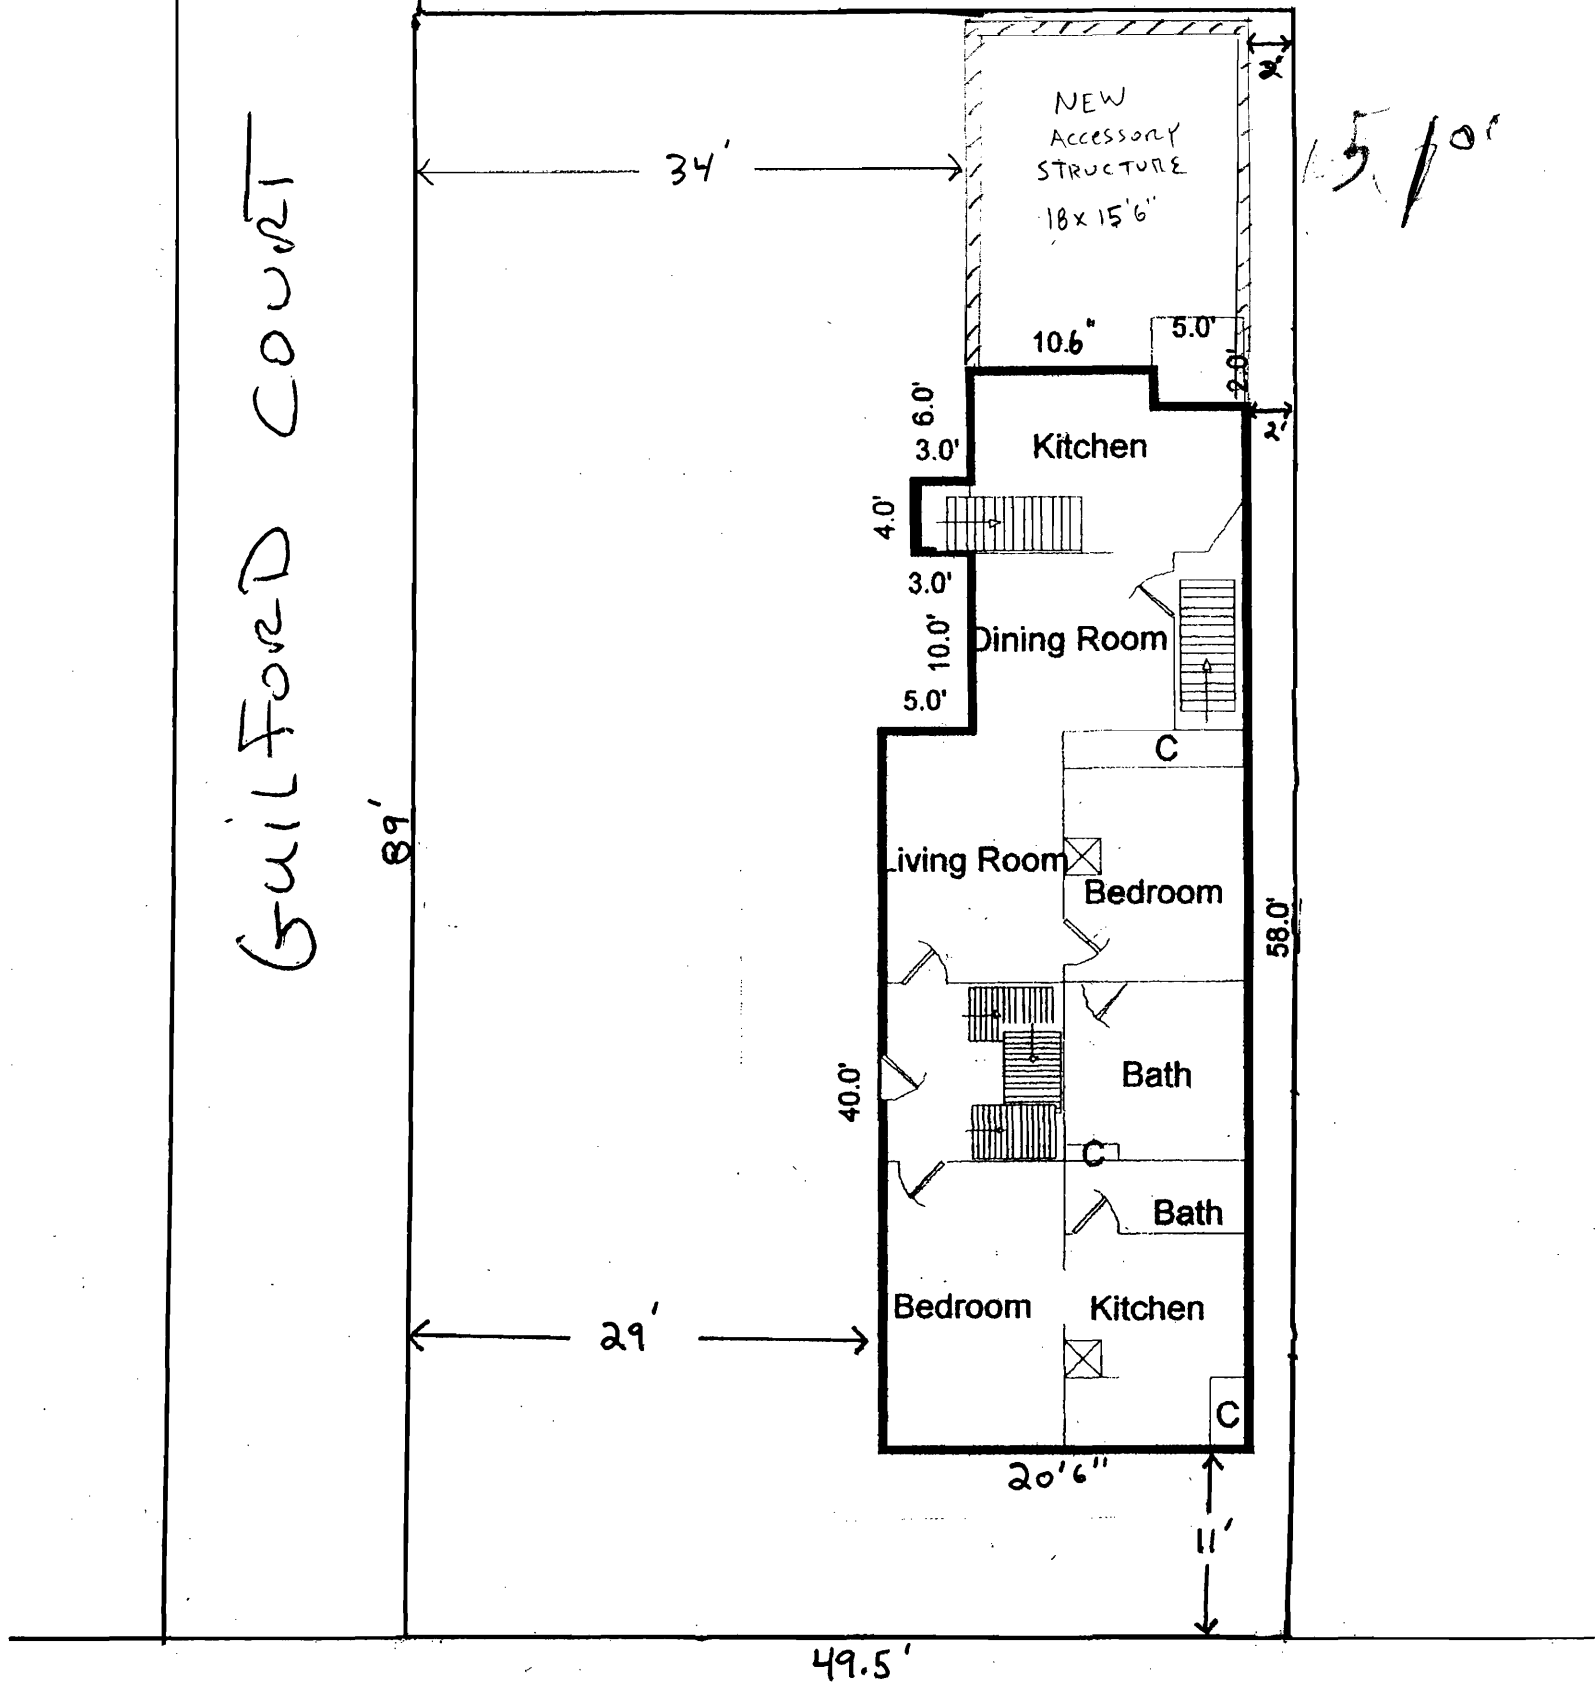 2'
NEW
Accessory
STRUCTURE
18 x 15'6"
34'
GUILFORD COURT
5.0'
10.6"
2.0'
6.0'
2'
3.0'
Kitchen
4.0'
3.0'
10.0'
Dining Room
5.0'
C
89'
Living Room
Bedroom
58.0'
40.0'
Bath
C
Bath
29'
Bedroom
Kitchen
C
20'6"
11'
49.5'